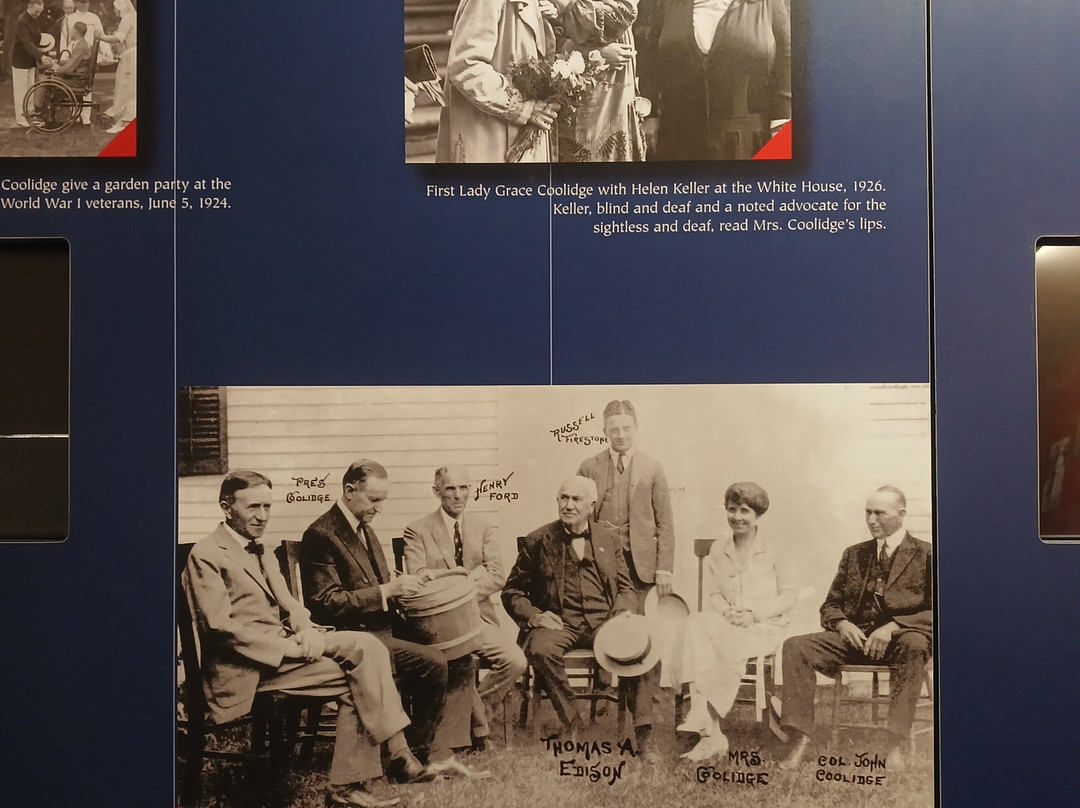 Coolidge give a garden party at the
World War I veterans, June 5, 1924.
First Lady Grace Coolidge with Helen Keller at the White House, 1926.
Keller, blind and deaf and a noted advocate for the
sightless and deaf, read Mrs. Coolidge's lips.
RUSSELL
FIRESTONE
PRES
COOLIDGE
HENRY
FORD
THOMAS A.
EDISON
MRS.
COOLIDGE
COL. JOHN
COOLIDGE